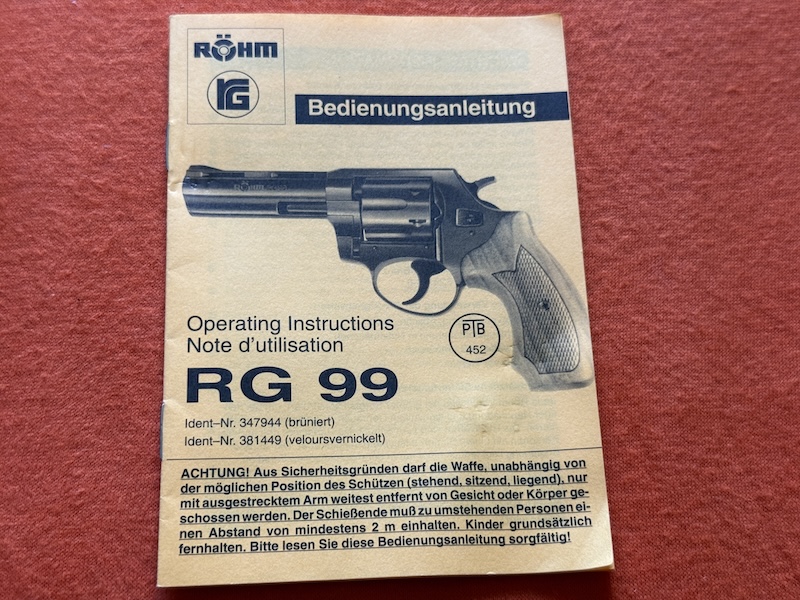 RÖHM
RG
Bedienungsanleitung
RÖHM
Operating Instructions
Note d'utilisation
PTB
452
RG 99
Ident–Nr. 347944 (brüniert)
Ident–Nr. 381449 (veloursvernickelt)
ACHTUNG! Aus Sicherheitsgründen darf die Waffe, unabhängig von
der möglichen Position des Schützen (stehend, sitzend, liegend), nur
mit ausgestrecktem Arm weitest entfernt von Gesicht oder Körper ge-
schossen werden. Der Schießende muß zu umstehenden Personen ei-
nen Abstand von mindestens 2 m einhalten. Kinder grundsätzlich
fernhalten. Bitte lesen Sie diese Bedienungsanleitung sorgfältig!